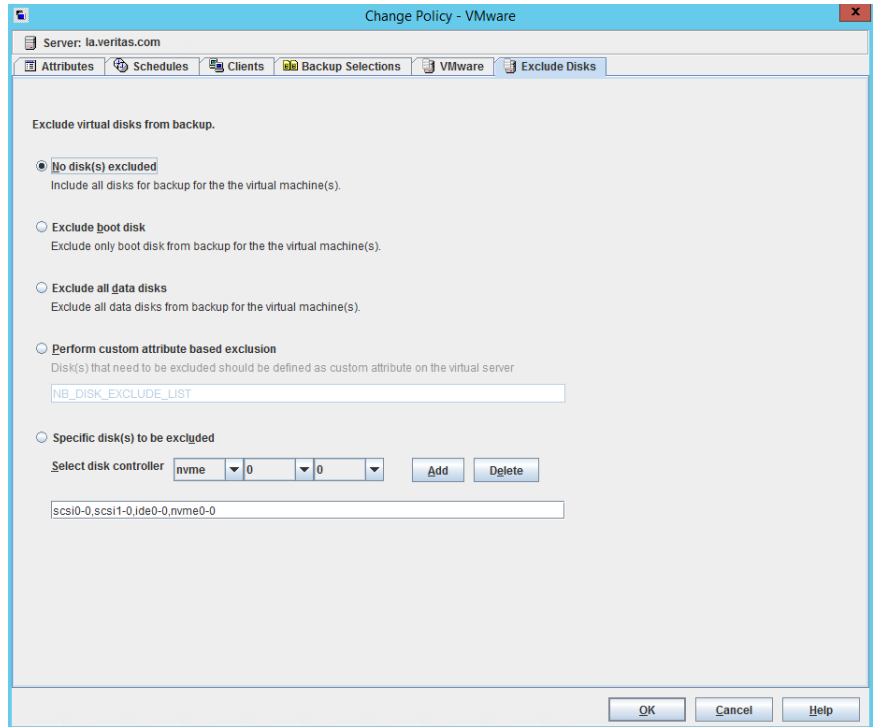 Change Policy - VMware
x
Server: la.veritas.com
Attributes Schedules Clients Backup Selections VMware Exclude Disks
Exclude virtual disks from backup.
No disk(s) excluded
Include all disks for backup for the the virtual machine(s).
Exclude boot disk
Exclude only boot disk from backup for the the virtual machine(s).
Exclude all data disks
Exclude all data disks from backup for the virtual machine(s).
Perform custom attribute based exclusion
Disk(s) that need to be excluded should be defined as custom attribute on the virtual server
NB_DISK_EXCLUDE_LIST
Specific disk(s) to be excluded
Select disk controller nvme 0 0 Add Delete
scsi0-0,scsi1-0,ide0-0,nvme0-0
OK Cancel Help